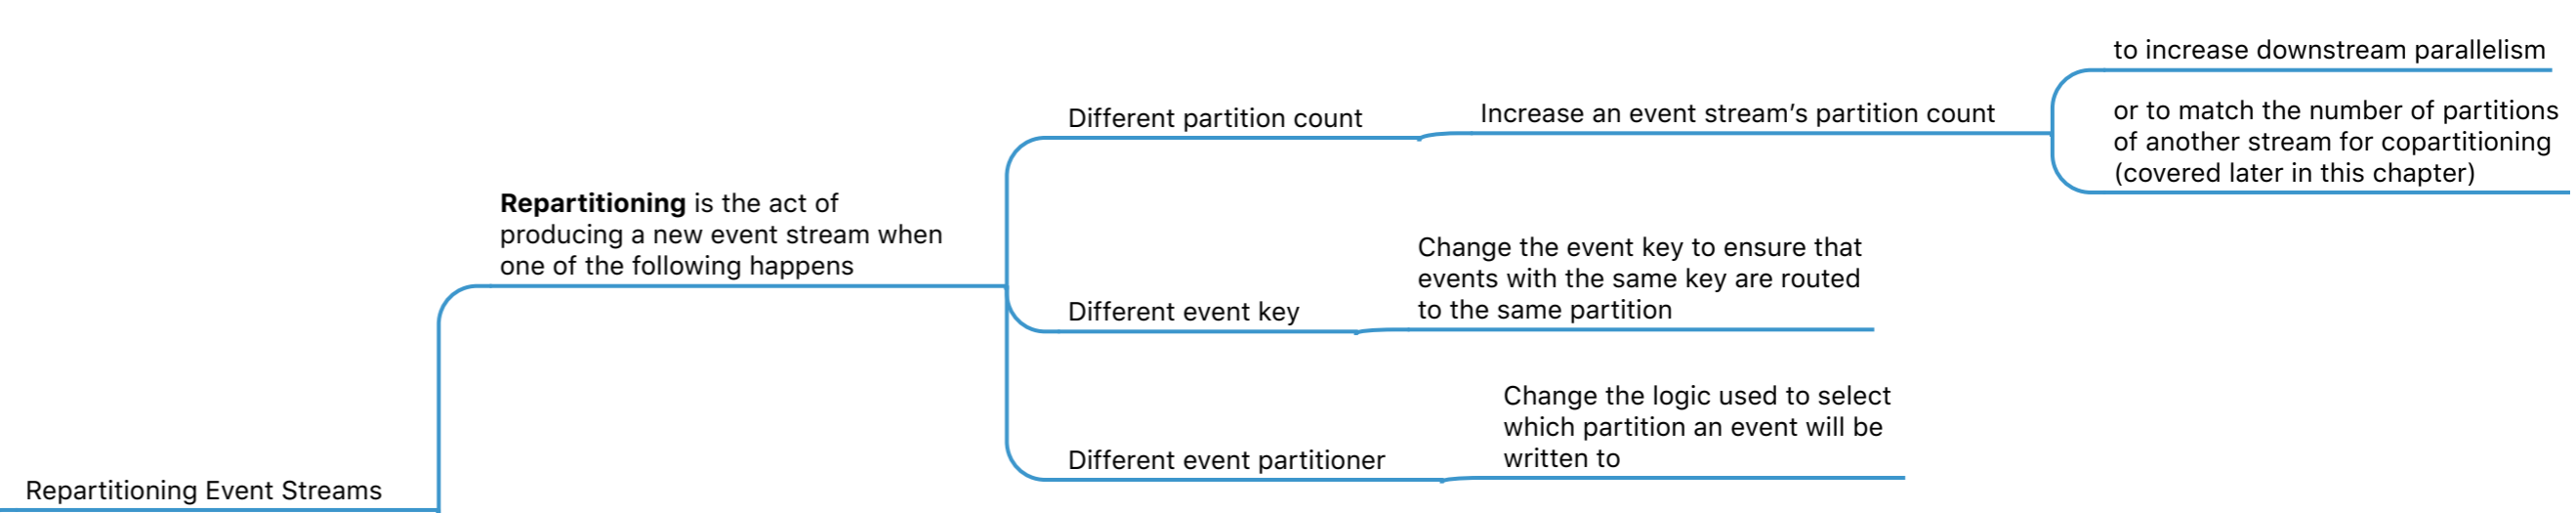 Repartitioning Event Streams
Repartitioning is the act of
producing a new event stream when
one of the following happens
Different partition count
Increase an event stream’s partition count
to increase downstream parallelism
or to match the number of partitions
of another stream for copartitioning
(covered later in this chapter)
Different event key
Change the event key to ensure that
events with the same key are routed
to the same partition
Different event partitioner
Change the logic used to select
which partition an event will be
written to